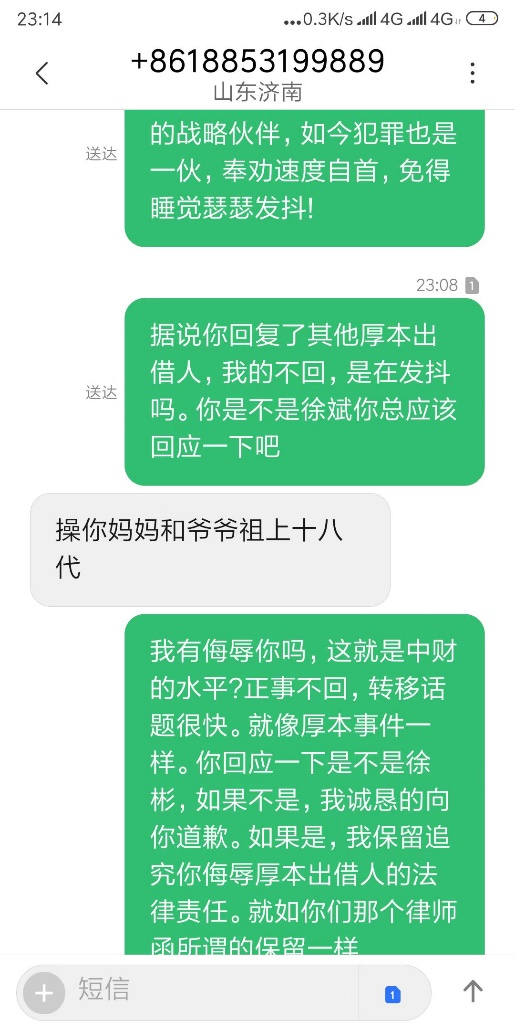 23:14
...0.3K/s 4G 4G 4
+8618853199889
山东济南
的战略伙伴，如今犯罪也是
一伙，奉劝速度自首，免得
睡觉瑟瑟发抖!
送达
23:08 1
据说你回复了其他厚本出
借人，我的不回，是在发抖
吗。你是不是徐斌你总应该
回应一下吧
送达
操你妈妈和爷爷祖上十八
代
我有侮辱你吗，这就是中财
的水平?正事不回，转移话
题很快。就像厚本事件一
样。你回应一下是不是徐
彬，如果不是，我诚恳的向
你道歉。如果是，我保留追
究你侮辱厚本出借人的法
律责任。就如你们那个律师
函所谓的保留一样
短信
1